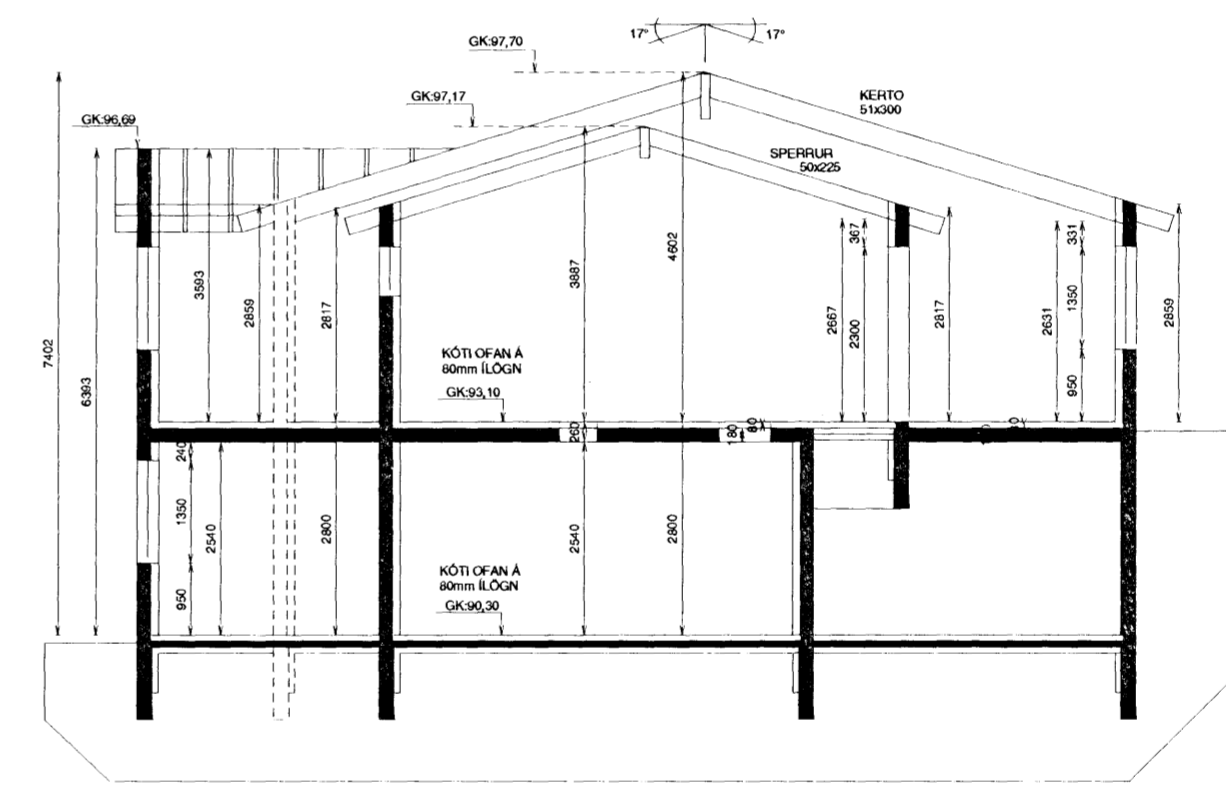 17°
17°
GK:97,70
GK:97,17
GK:96,69
KERTO
51x300
SPERRUR
50x225
7402
6393
3593
2859
2817
3887
4602
2667
367
2300
2817
2631
331
1350
950
2859
KÓTI OFAN Á
80mm ÍLÖGN
GK:93,10
260
180
80
240
1350
950
2540
2800
2540
2800
KÓTI OFAN Á
80mm ÍLÖGN
GK:90,30